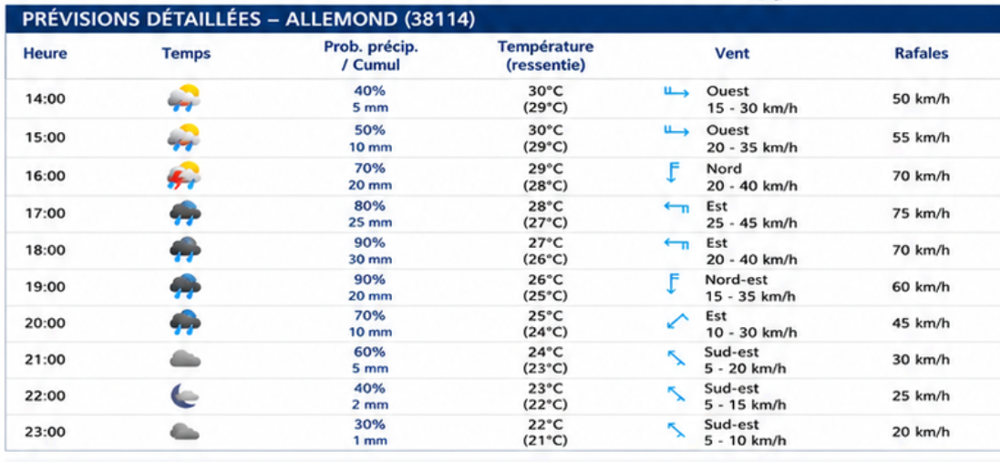 PRÉVISIONS DÉTAILLÉES – ALLEMOND (38114)
Heure Temps Prob. précip. / Cumul Température (ressentie) Vent Rafales
14:00 40% 5 mm 30°C (29°C) Ouest 15 - 30 km/h 50 km/h
15:00 50% 10 mm 30°C (29°C) Ouest 20 - 35 km/h 55 km/h
16:00 70% 20 mm 29°C (28°C) Nord 20 - 40 km/h 70 km/h
17:00 80% 25 mm 28°C (27°C) Est 25 - 45 km/h 75 km/h
18:00 90% 30 mm 27°C (26°C) Est 20 - 40 km/h 70 km/h
19:00 90% 20 mm 26°C (25°C) Nord-est 15 - 35 km/h 60 km/h
20:00 70% 10 mm 25°C (24°C) Est 10 - 30 km/h 45 km/h
21:00 60% 5 mm 24°C (23°C) Sud-est 5 - 20 km/h 30 km/h
22:00 40% 2 mm 23°C (22°C) Sud-est 5 - 15 km/h 25 km/h
23:00 30% 1 mm 22°C (21°C) Sud-est 5 - 10 km/h 20 km/h